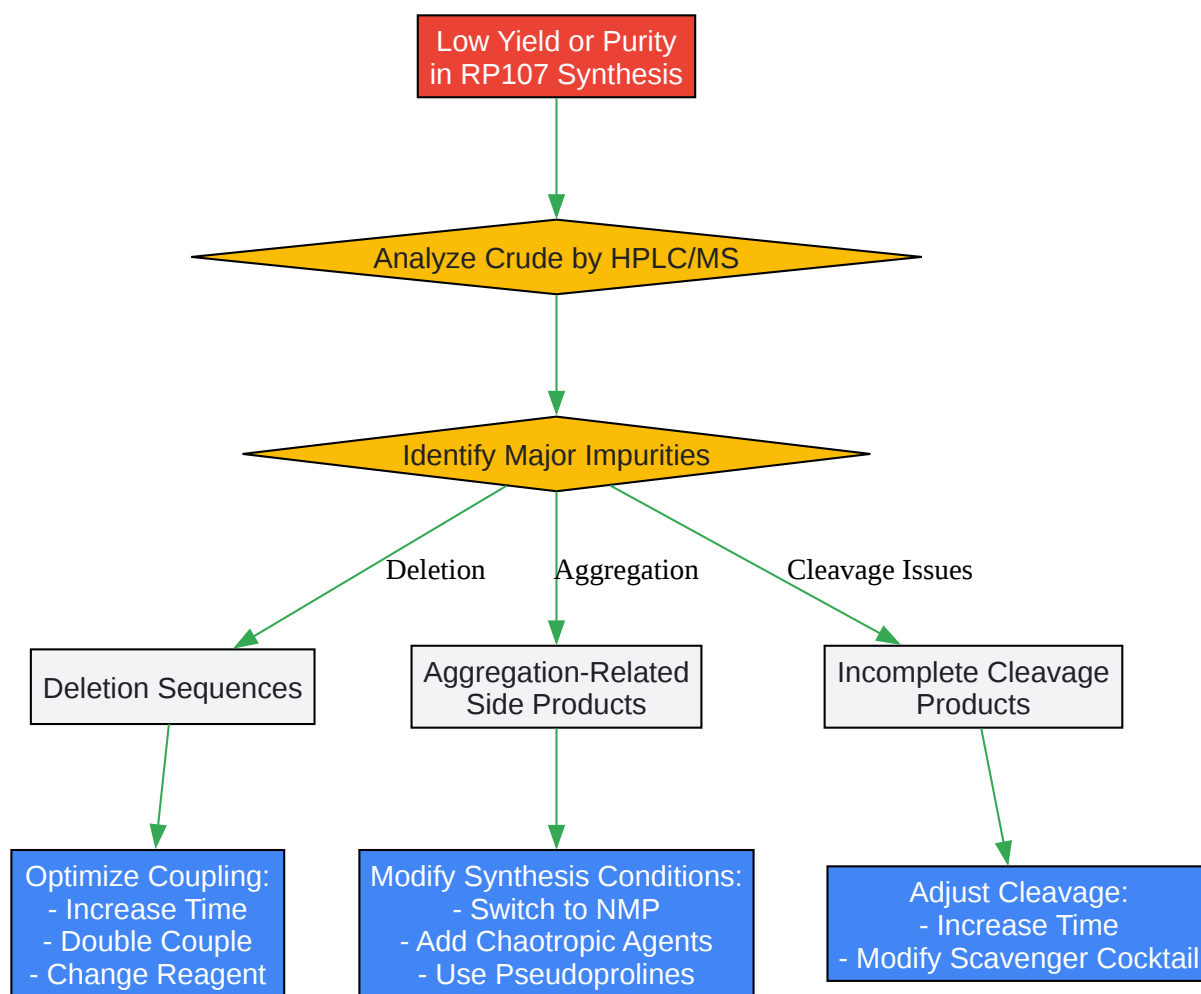 Low Yield or Purity
in RP107 Synthesis
Analyze Crude by HPLC/MS
Identify Major Impurities
Deletion
Aggregation
Cleavage Issues
Deletion Sequences
Aggregation-Related
Side Products
Incomplete Cleavage
Products
Optimize Coupling:
- Increase Time
- Double Couple
- Change Reagent
Modify Synthesis Conditions:
- Switch to NMP
- Add Chaotropic Agents
- Use Pseudoprolines
Adjust Cleavage:
- Increase Time
- Modify Scavenger Cocktail